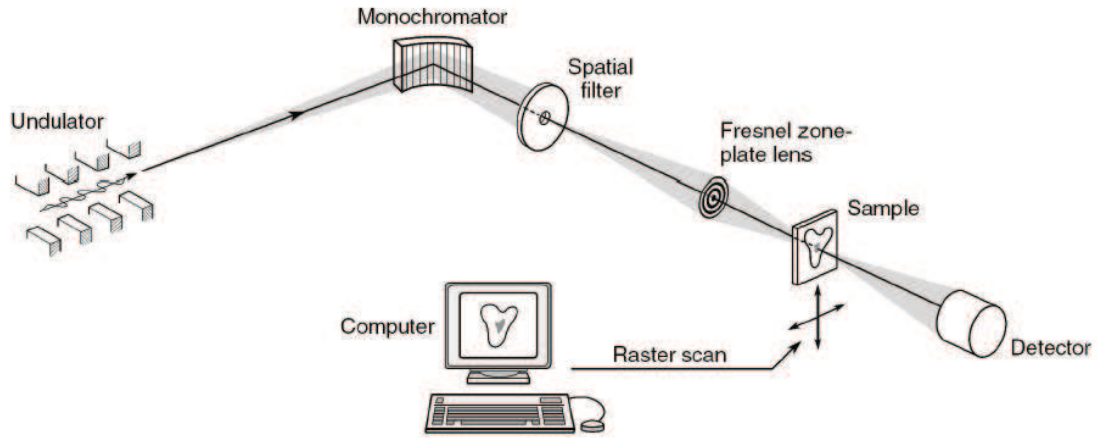 Monochromator
Spatial
filter
Undulator
Fresnel zone-
plate lens
Sample
Computer
Raster scan
Detector